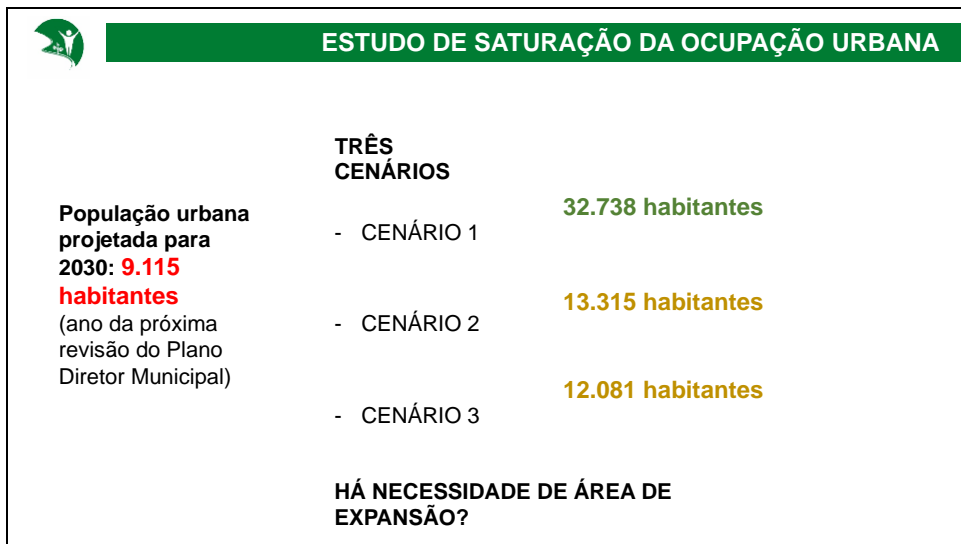 ESTUDO DE SATURAÇÃO DA OCUPAÇÃO URBANA
População urbana
projetada para
2030: 9.115
habitantes
(ano da próxima
revisão do Plano
Diretor Municipal)
TRÊS
CENÁRIOS
- CENÁRIO 1
32.738 habitantes
- CENÁRIO 2
13.315 habitantes
- CENÁRIO 3
12.081 habitantes
HÁ NECESSIDADE DE ÁREA DE
EXPANSÃO?